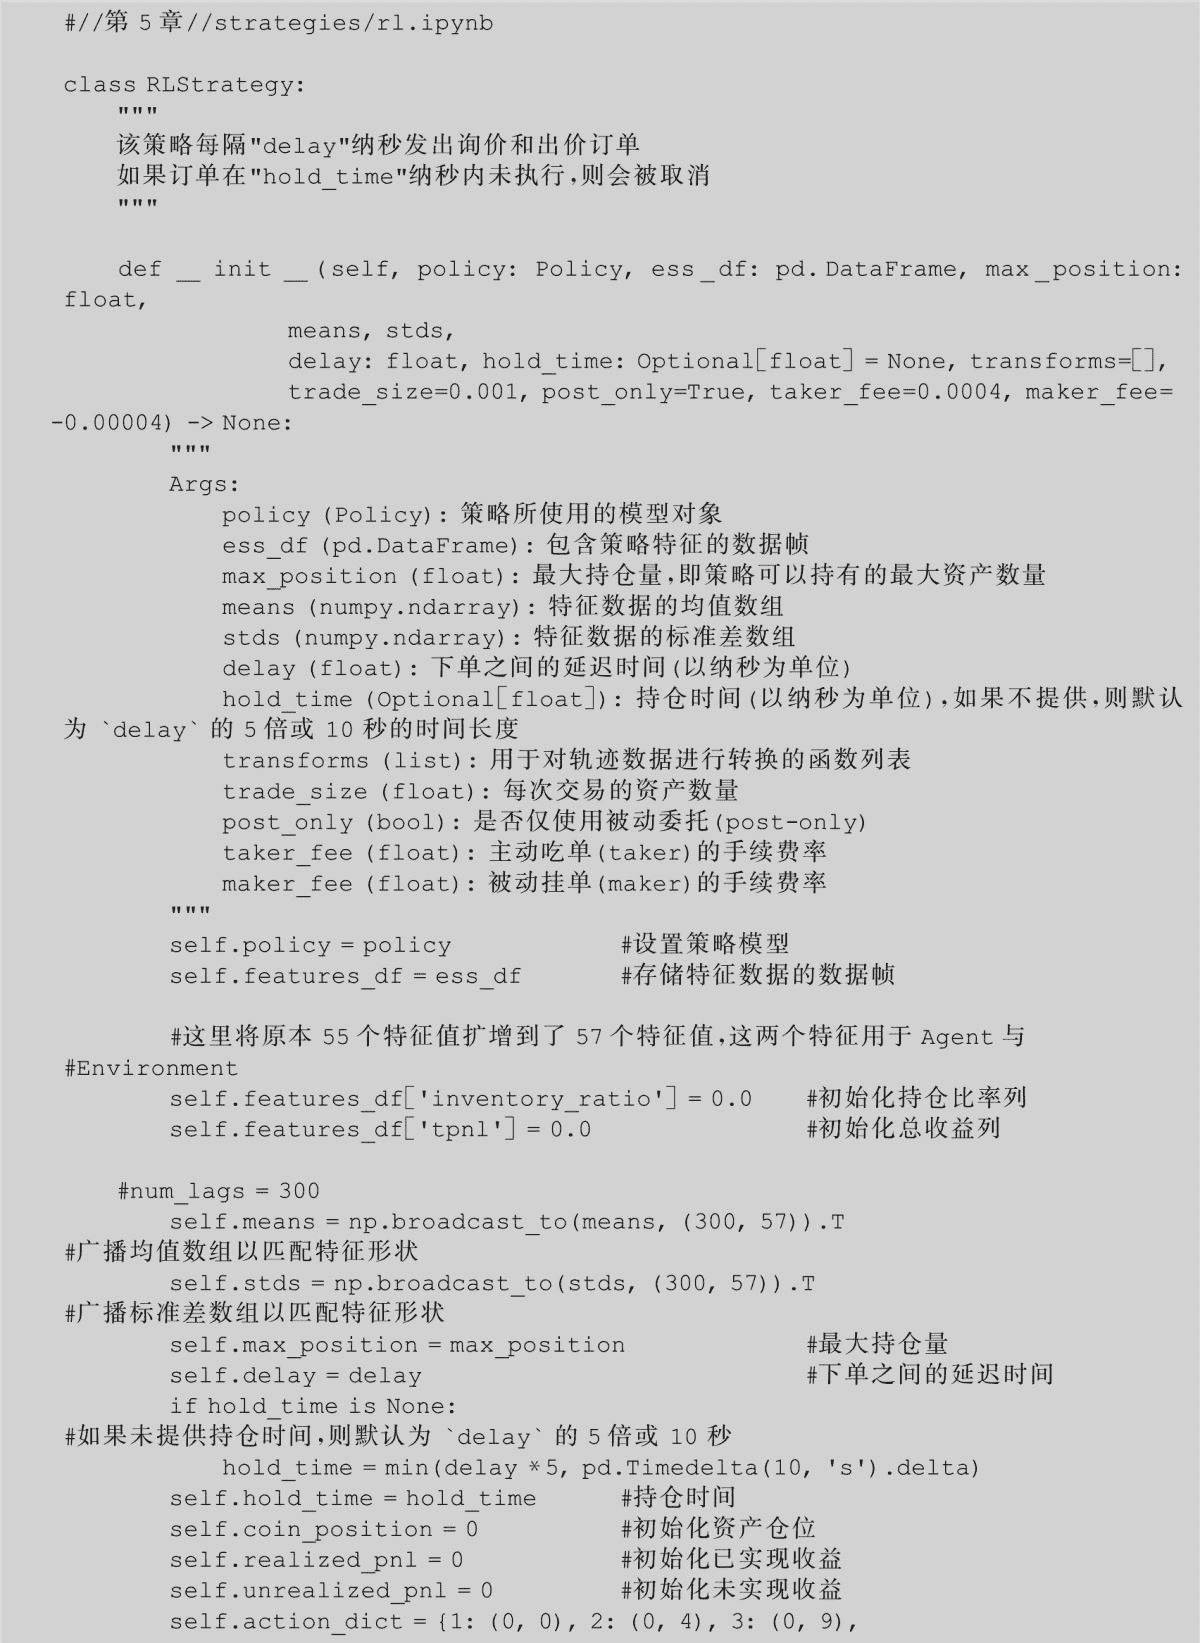 #//第 5 章//strategies/rl.ipynb
class RLStrategy:
    """
    该策略每隔"delay"纳秒发出询价和出价订单
    如果订单在"hold_time"纳秒内未执行,则会被取消
    """
    def __ init __(self, policy: Policy, ess_df: pd.DataFrame, max_position:
float,
                means, stds,
                delay: float, hold_time: Optional[float] = None, transforms=[],
                trade_size=0.001, post_only=True, taker_fee=0.0004, maker_fee=
-0.00004) -> None:
        """
        Args:
            policy (Policy): 策略所使用的模型对象
            ess_df (pd.DataFrame): 包含策略特征的数据帧
            max_position (float): 最大持仓量,即策略可以持有的最大资产数量
            means (numpy.ndarray): 特征数据的均值数组
            stds (numpy.ndarray): 特征数据的标准差数组
            delay (float): 下单之间的延迟时间(以纳秒为单位)
            hold_time (Optional[float]): 持仓时间(以纳秒为单位),如果不提供,则默认
为 `delay` 的 5 倍或 10 秒的时间长度
            transforms (list): 用于对轨迹数据进行转换的函数列表
            trade_size (float): 每次交易的资产数量
            post_only (bool): 是否仅使用被动委托(post-only)
            taker_fee (float): 主动吃单(taker)的手续费率
            maker_fee (float): 被动挂单(maker)的手续费率
        """
        self.policy = policy                #设置策略模型
        self.features_df = ess_df           #存储特征数据的数据帧
        #这里将原本 55 个特征值扩增到了 57 个特征值,这两个特征用于 Agent 与
#Environment
        self.features_df['inventory_ratio'] = 0.0    #初始化持仓比率列
        self.features_df['tpnl'] = 0.0               #初始化总收益列
    #num_lags = 300
        self.means = np.broadcast_to(means, (300, 57)).T
#广播均值数组以匹配特征形状
        self.stds = np.broadcast_to(stds, (300, 57)).T
#广播标准差数组以匹配特征形状
        self.max_position = max_position             #最大持仓量
        self.delay = delay                           #下单之间的延迟时间
        if hold_time is None:
#如果未提供持仓时间,则默认为 `delay` 的 5 倍或 10 秒
            hold_time = min(delay * 5, pd.Timedelta(10, 's').delta)
        self.hold_time = hold_time          #持仓时间
        self.coin_position = 0              #初始化资产仓位
        self.realized_pnl = 0               #初始化已实现收益
        self.unrealized_pnl = 0             #初始化未实现收益
        self.action_dict = {1: (0, 0), 2: (0, 4), 3: (0, 9),